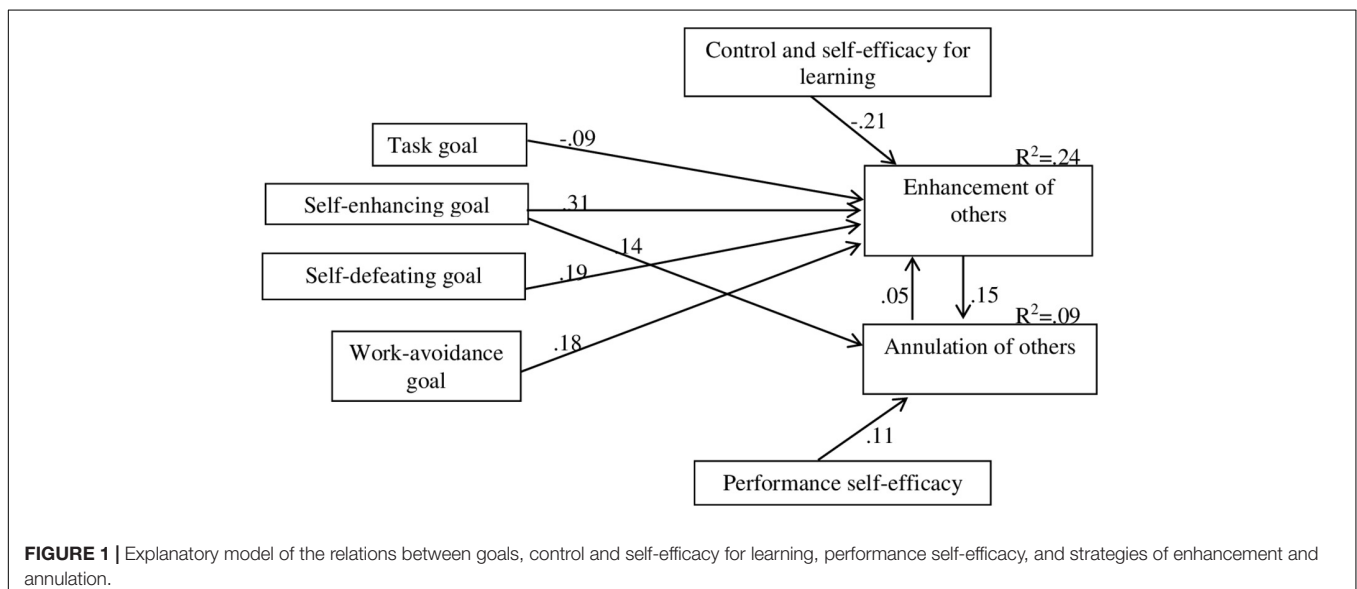 Control and self-efficacy for
learning
-.21
Task goal
-.09
R²=.24
Enhancement of
others
Self-enhancing goal
.31
.14
Self-defeating goal
.19
.05
.15
R²=.09
Annulation of others
Work-avoidance
goal
.18
.11
Performance self-efficacy
FIGURE 1 | Explanatory model of the relations between goals, control and self-efficacy for learning, performance self-efficacy, and strategies of enhancement and
annulation.